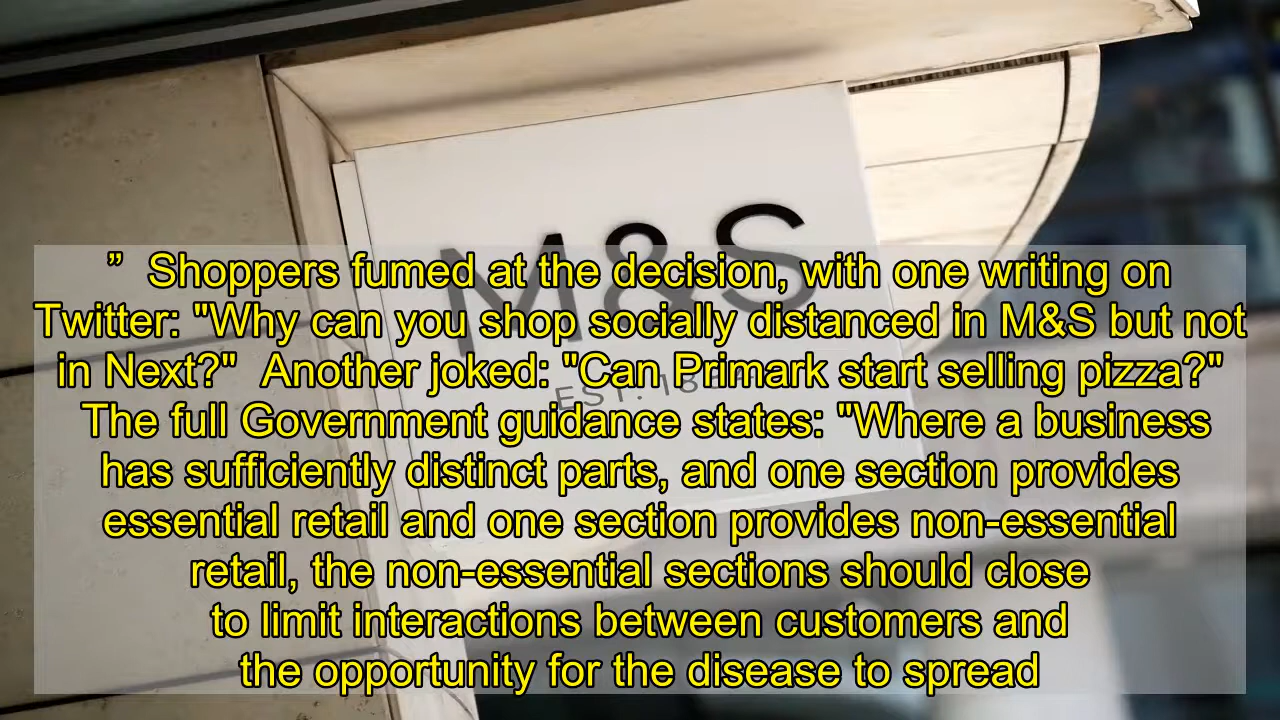 M&S
EST. 18
” Shoppers fumed at the decision, with one writing on
Twitter: "Why can you shop socially distanced in M&S but not
in Next?" Another joked: "Can Primark start selling pizza?"
The full Government guidance states: "Where a business
has sufficiently distinct parts, and one section provides
essential retail and one section provides non-essential
retail, the non-essential sections should close
to limit interactions between customers and
the opportunity for the disease to spread